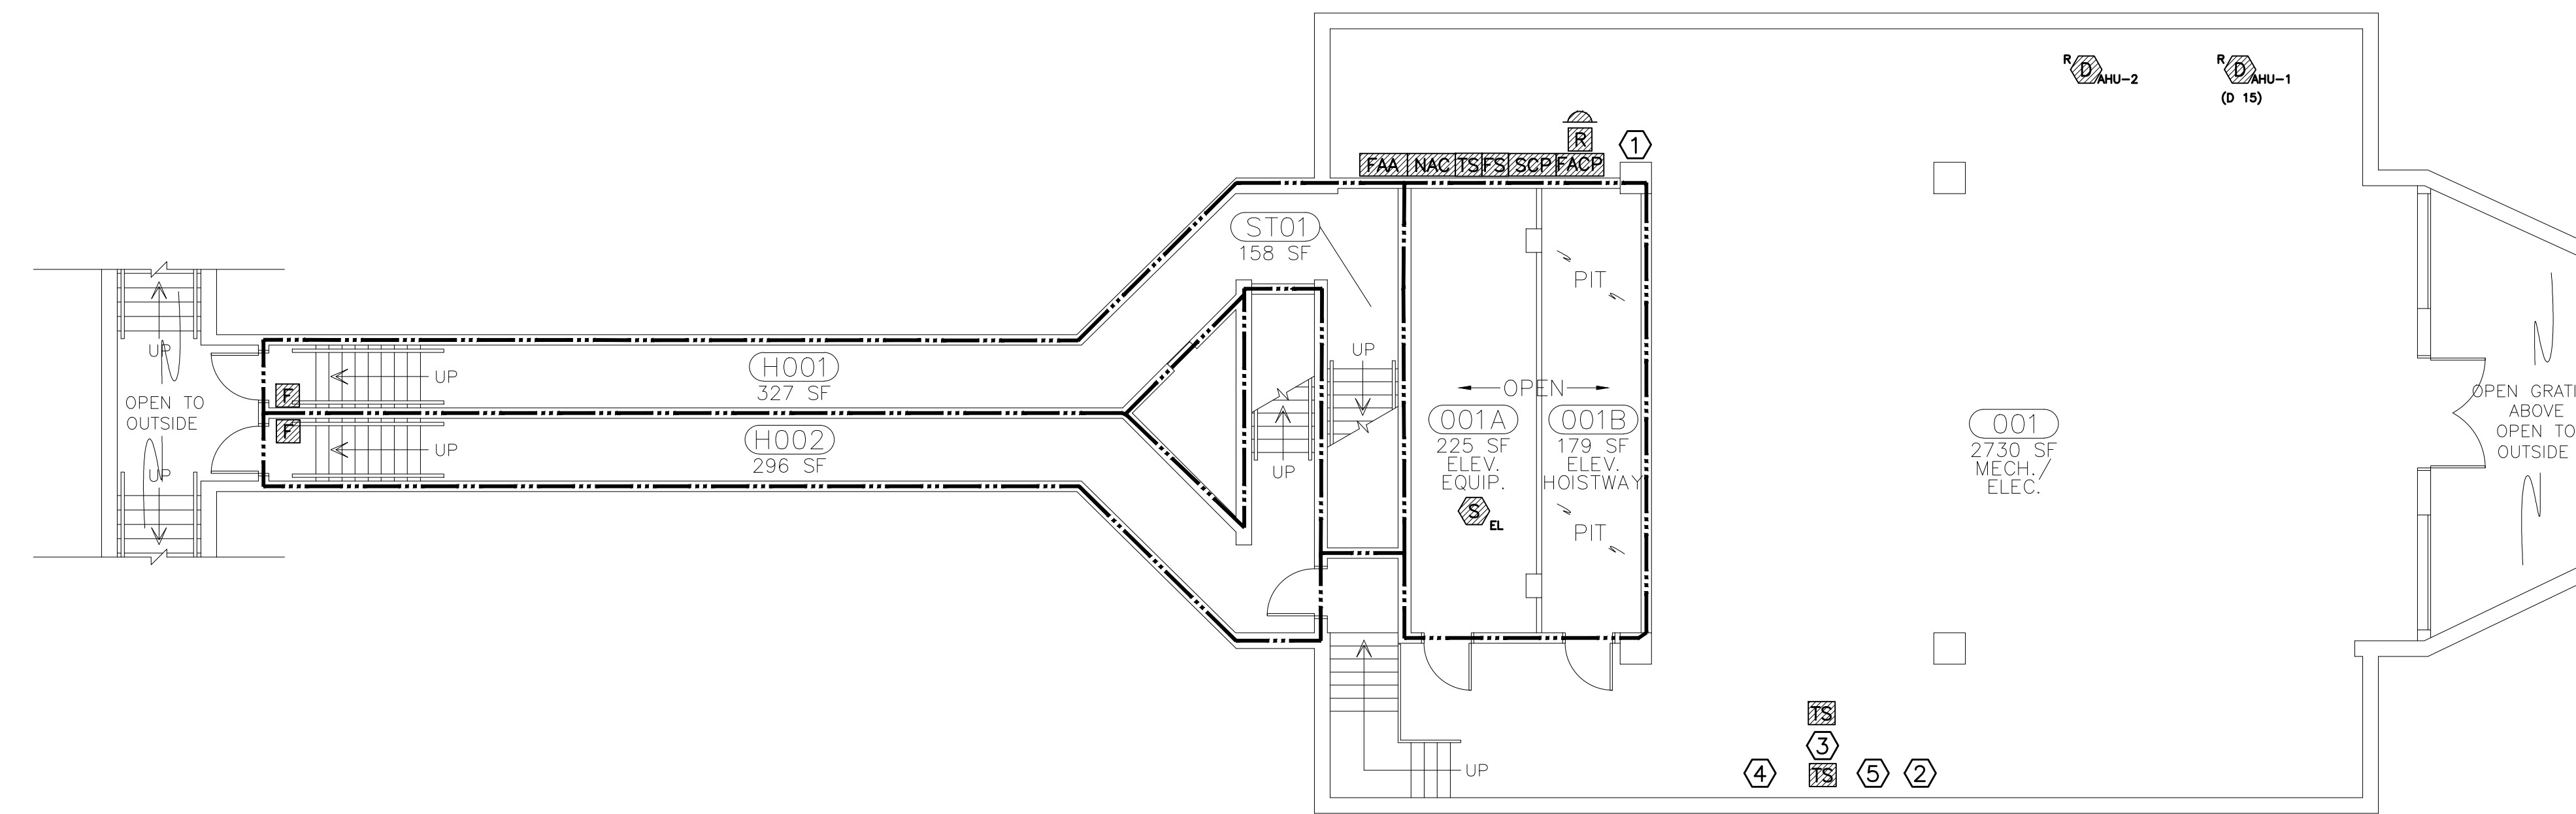 R D AHU-2
R D AHU-1
(D 15)
R
1
FAA NAC TS FS SCP FACP
ST01
158 SF
PIT
UP
UP
OPEN TO
OUTSIDE
UP
F
UP
H001
327 SF
F
UP
H002
296 SF
UP
UP
OPEN
001A
225 SF
ELEV.
EQUIP.
S EL
001B
179 SF
ELEV.
HOISTWAY
PIT
001
2730 SF
MECH./
ELEC.
OPEN GRATI
ABOVE
OPEN TO
OUTSIDE
UP
TS
3
4 TS 5 2